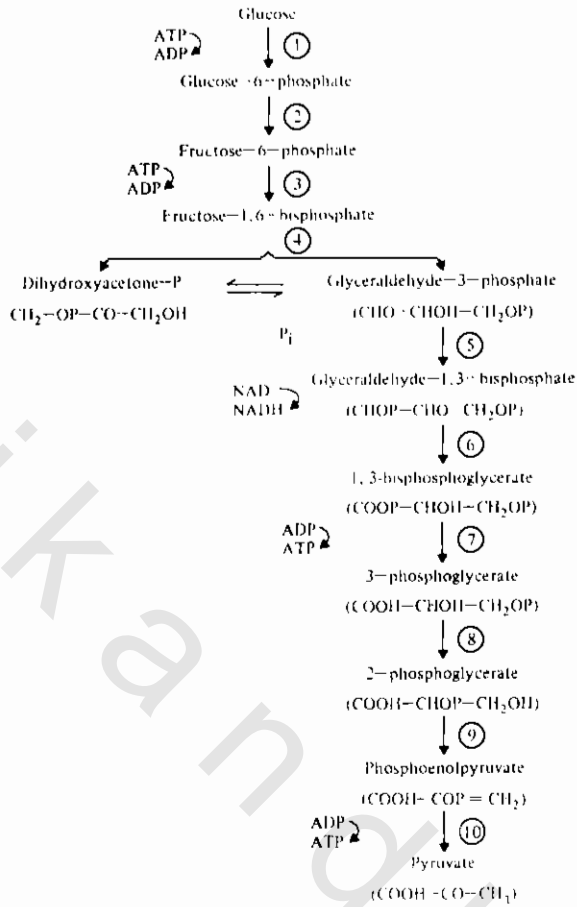 Glucose
ATP
ADP
1
Glucose-6-phosphate
2
Fructose-6-phosphate
ATP
ADP
3
Fructose-1,6-bisphosphate
4
Dihydroxyacetone-P
Glyceraldehyde-3-phosphate
CH₂-OP-CO-CH₂OH
(CHO-CHOH-CH₂OP)
Pi
5
Glyceraldehyde-1,3-bisphosphate
NAD
NADH
(CHOP-CHO CH₂OP)
6
1,3-bisphosphoglycerate
(COOP-CHOH-CH₂OP)
ADP
ATP
7
3-phosphoglycerate
(COOH-CHOH-CH₂OP)
8
2-phosphoglycerate
(COOH-CHOP-CH₂OH)
9
Phosphoenolpyruvate
(COOH-COP=CH₂)
ADP
ATP
10
Pyruvate
(COOH-CO-CH₃)
ikand